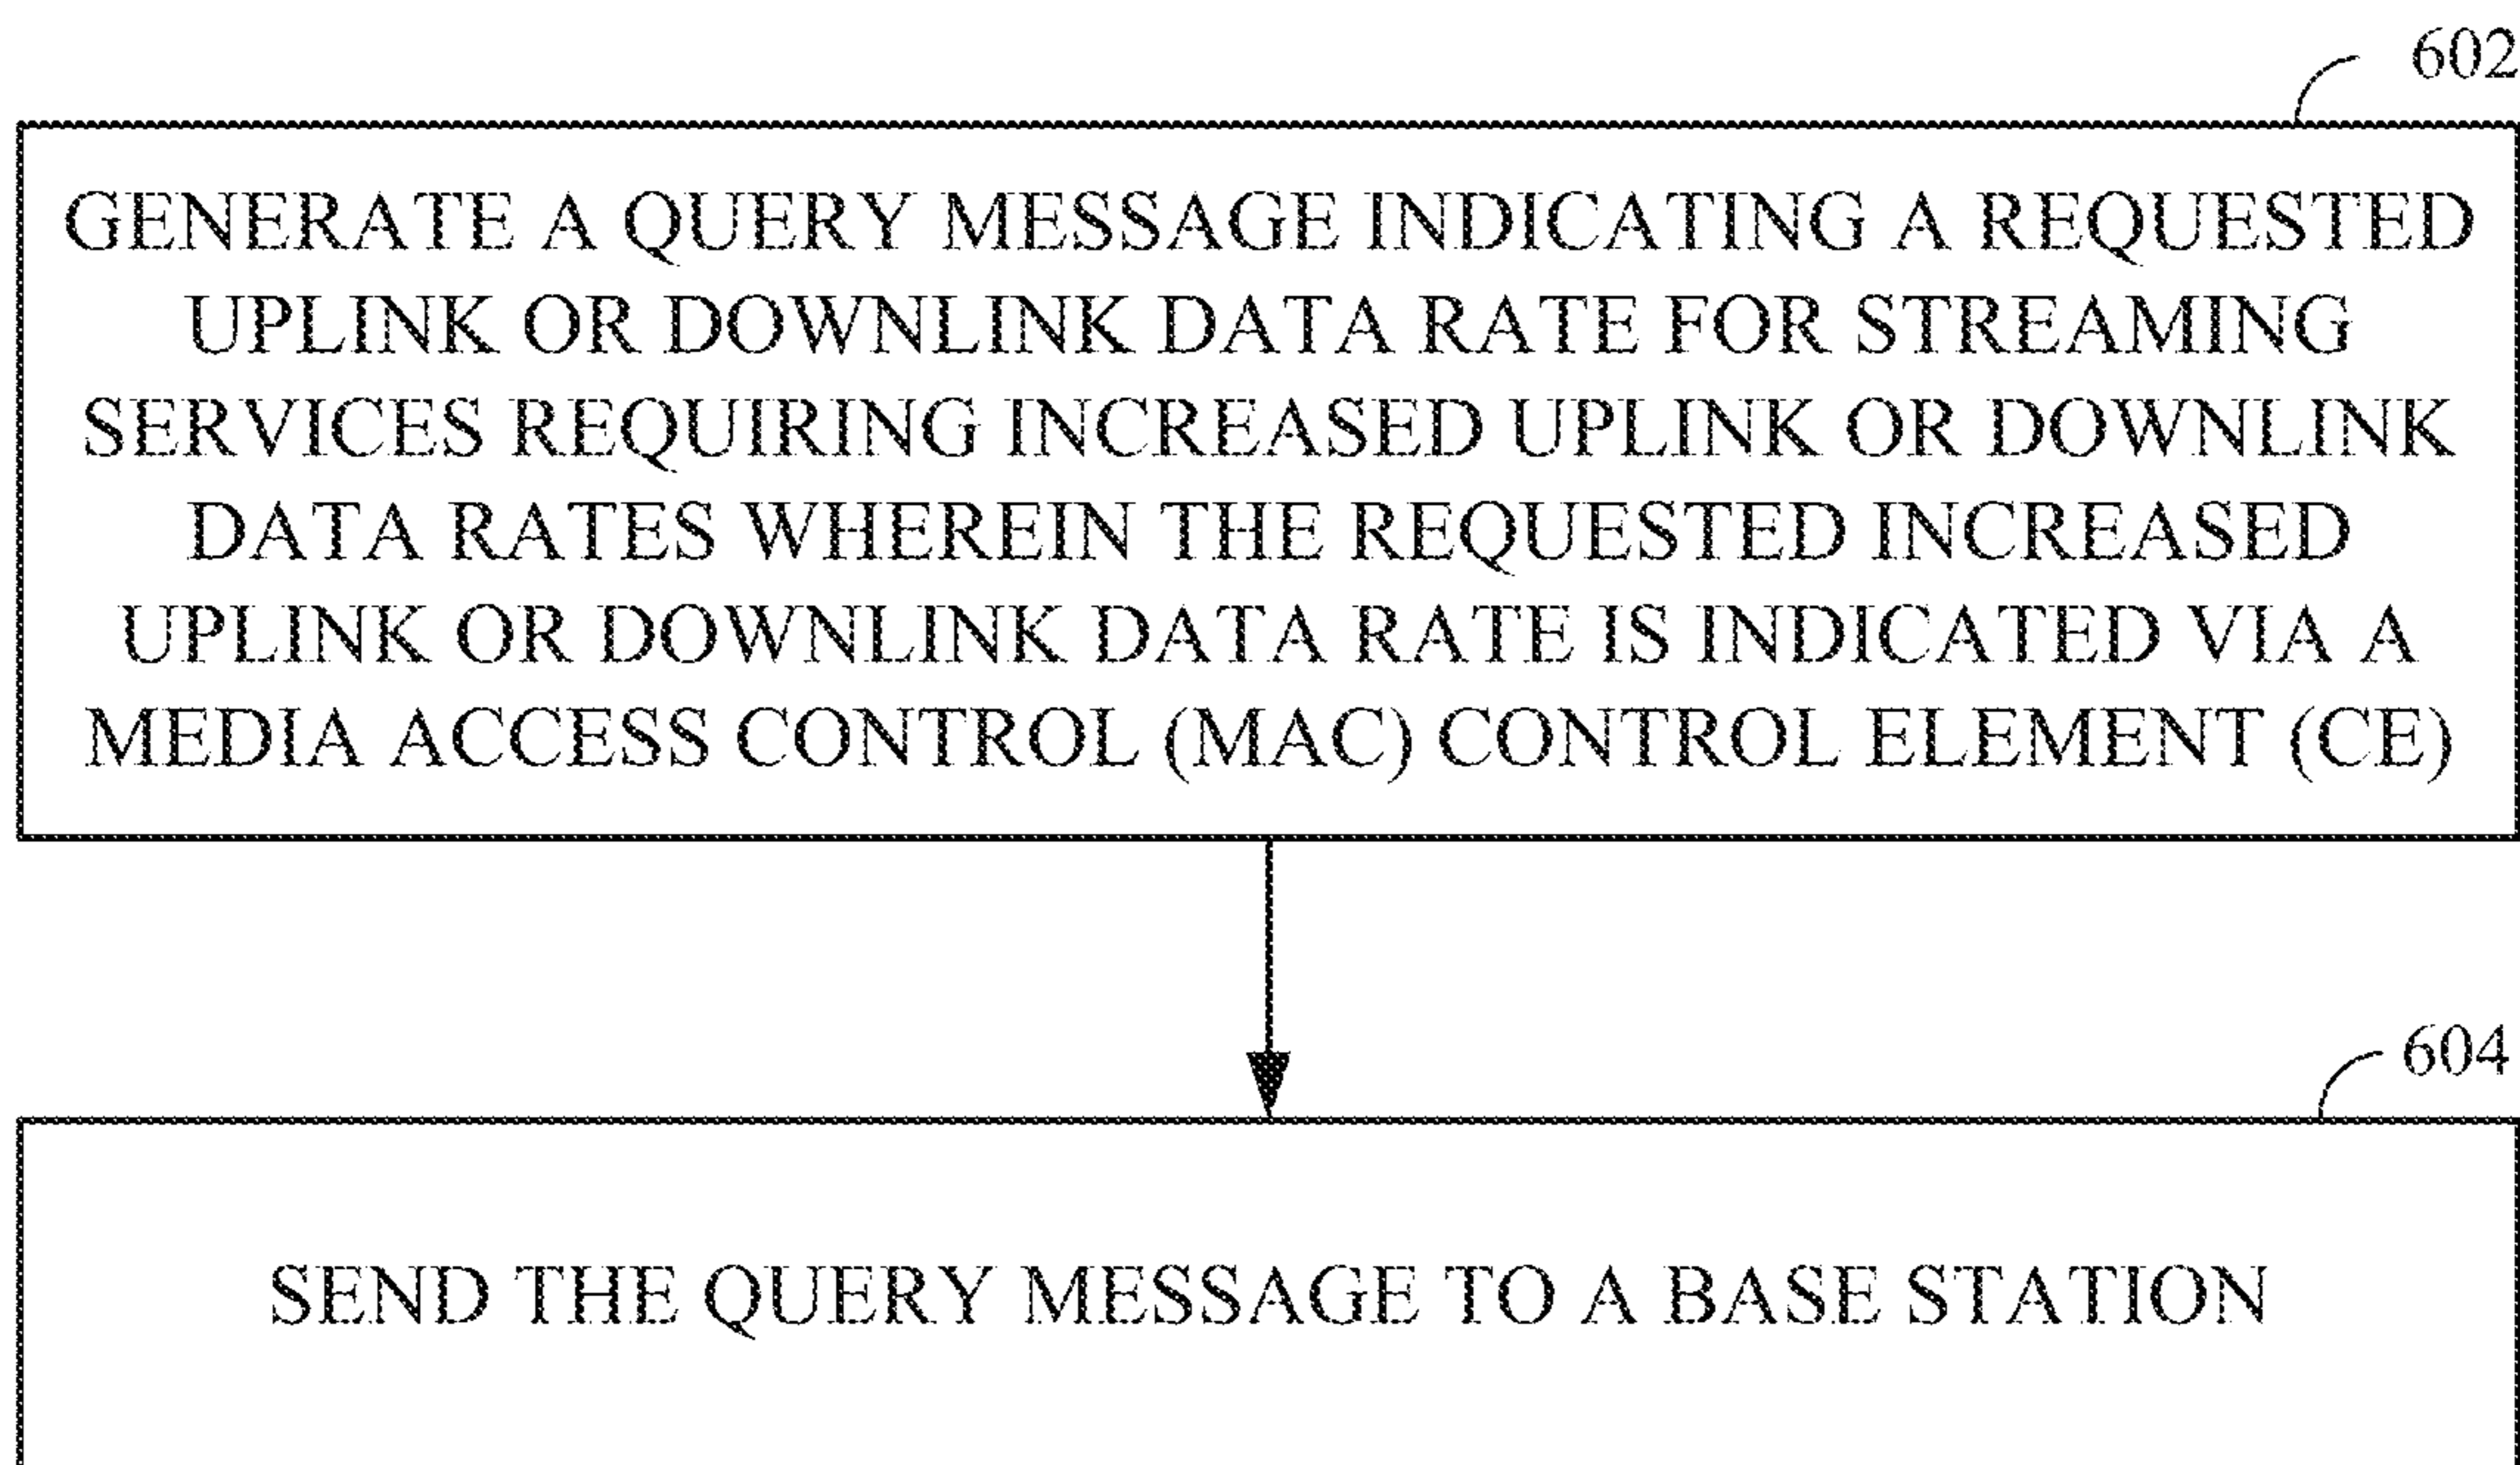 602
GENERATE A QUERY MESSAGE INDICATING A REQUESTED
UPLINK OR DOWNLINK DATA RATE FOR STREAMING
SERVICES REQUIRING INCREASED UPLINK OR DOWNLINK
DATA RATES WHEREIN THE REQUESTED INCREASED
UPLINK OR DOWNLINK DATA RATE IS INDICATED VIA A
MEDIA ACCESS CONTROL (MAC) CONTROL ELEMENT (CE)
604
SEND THE QUERY MESSAGE TO A BASE STATION